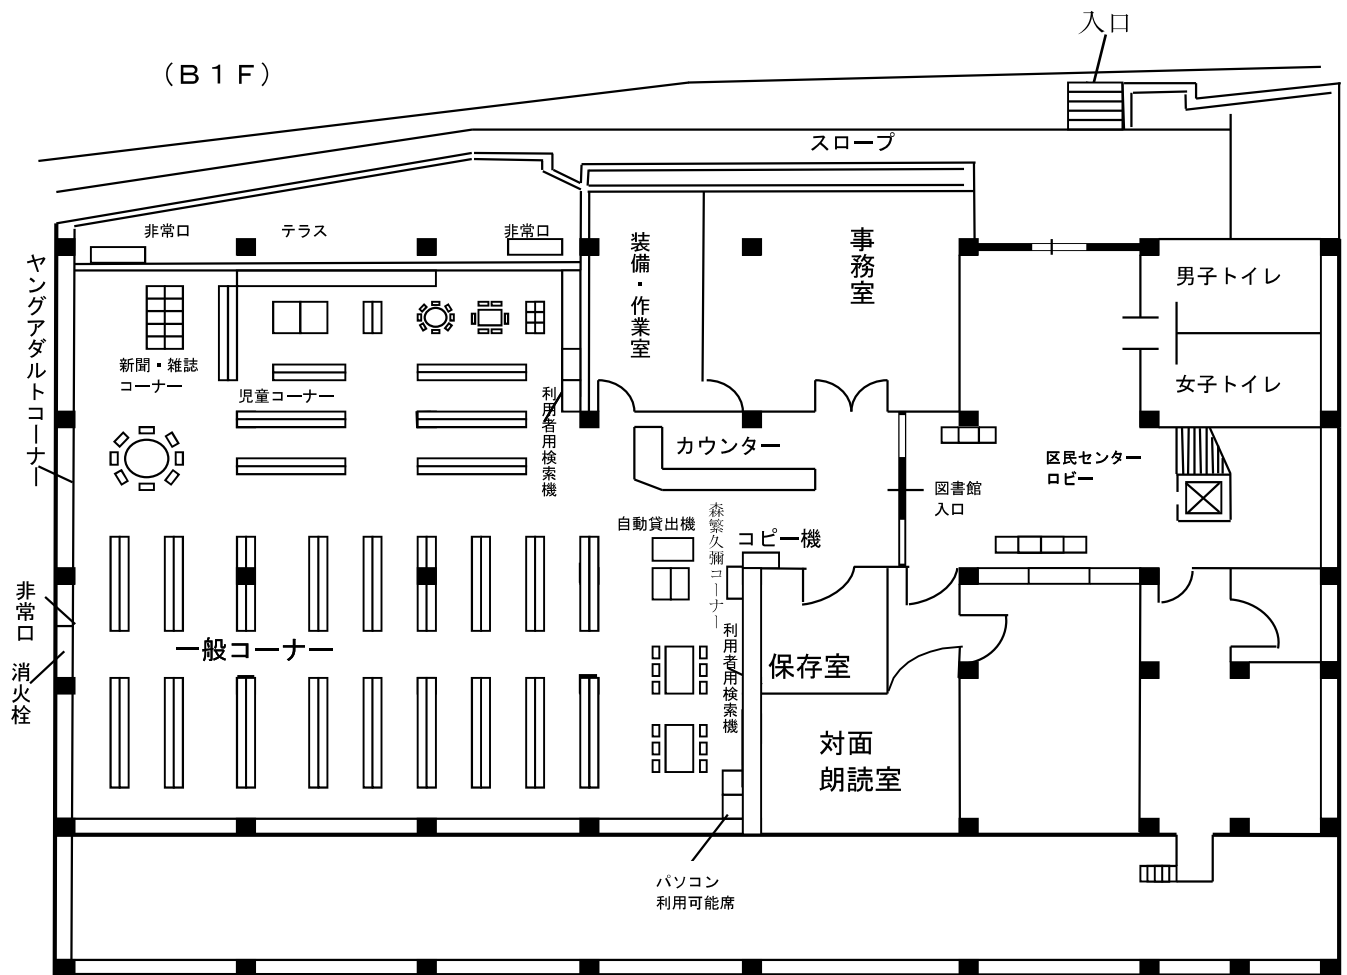 入口
（Ｂ１Ｆ）
スロープ
非常口
テラス
非常口
装備・作業室
事務室
男子トイレ
女子トイレ
ヤングアダルトコーナー
新聞・雑誌
コーナー
児童コーナー
利用者用検索機
カウンター
区民センター
ロビー
図書館
入口
自動貸出機
森繁久彌コーナー
コピー機
非常口
消火栓
一般コーナー
利用者用検索機
保存室
対面
朗読室
パソコン
利用可能席